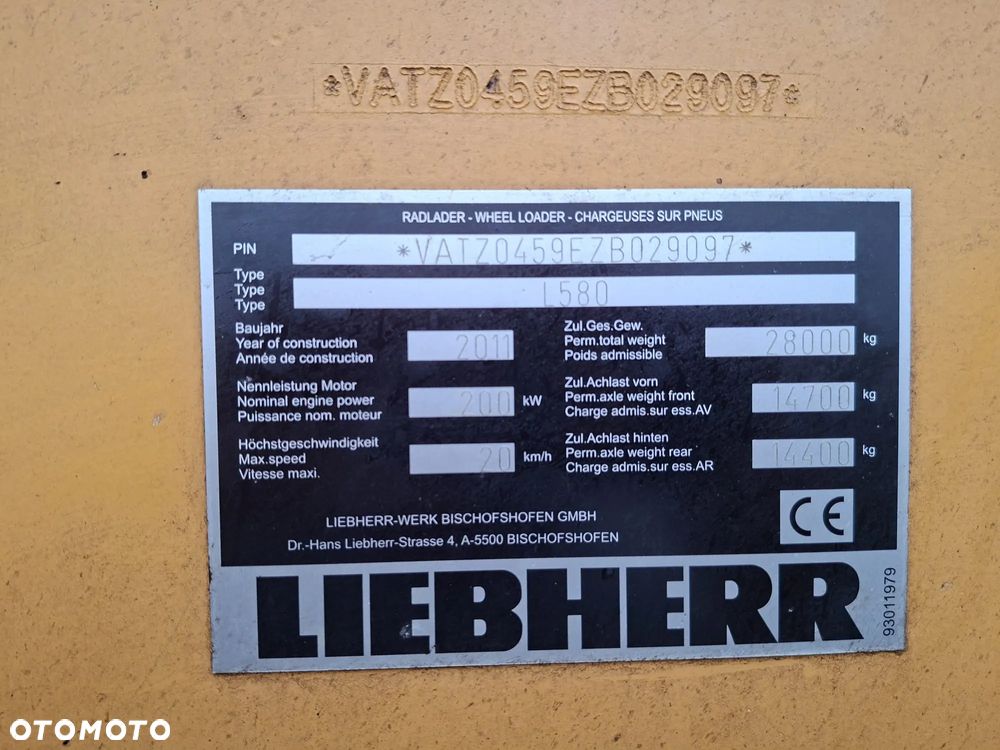 *VATZ0459EZB029097*
RADLADER - WHEEL LOADER - CHARGEUSES SUR PNEUS
PIN *VATZ0459EZB029097*
Type
Type L580
Type
Baujahr
Year of construction 2011
Année de construction
Zul.Ges.Gew.
Perm.total weight 28000 kg
Poids admissible
Nennleistung Motor
Nominal engine power 200 kW
Puissance nom. moteur
Zul.Achlast vorn
Perm.axle weight front 14700 kg
Charge admis.sur ess.AV
Höchstgeschwindigkeit
Max.speed 20 km/h
Vitesse maxi.
Zul.Achlast hinten
Perm.axle weight rear 14400 kg
Charge admis.sur ess.AR
LIEBHERR-WERK BISCHOFSHOFEN GMBH
Dr.-Hans Liebherr-Strasse 4, A-5500 BISCHOFSHOFEN
CE
LIEBHERR
93011979
OTOMOTO